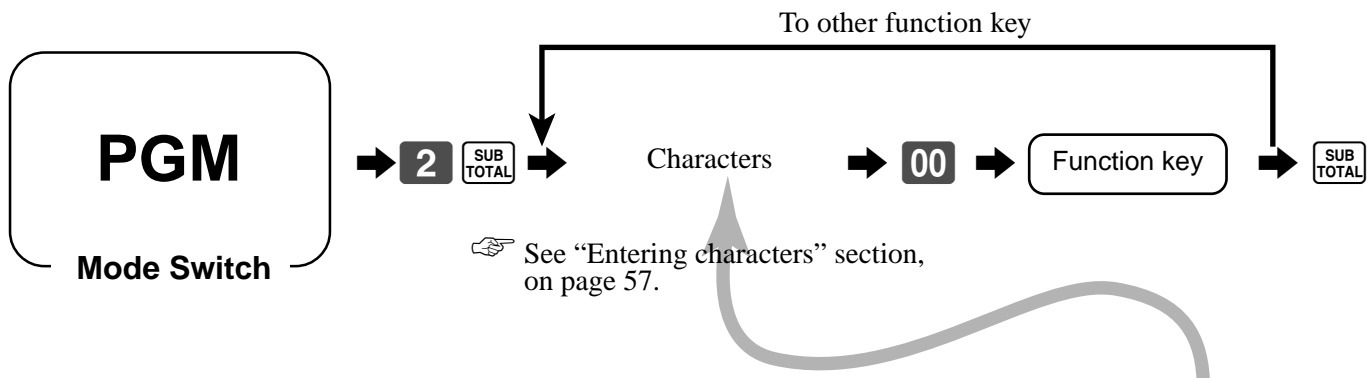 To other function key
PGM
2 SUB TOTAL Characters 00 Function key SUB TOTAL
Mode Switch
☞ See “Entering characters” section,
on page 57.